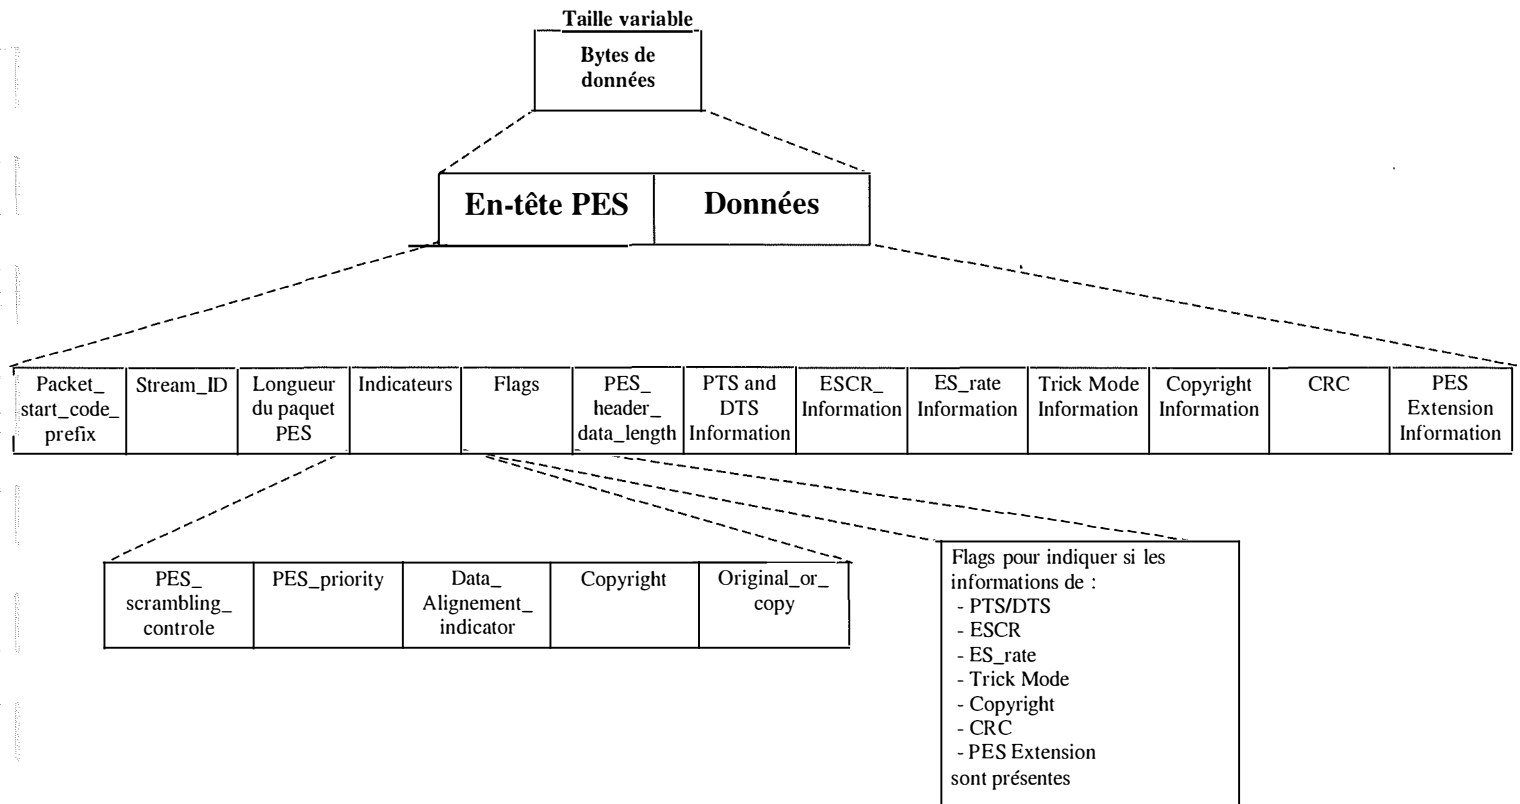 Taille variable
Bytes de
données
En-tête PES
Données
Packet_
start_code_
prefix
Stream_ID
Longueur
du paquet
PES
Indicateurs
Flags
PES_
header_
data_length
PTS and
DTS
Information
ESCR_
Information
ES_rate
Information
Trick Mode
Information
Copyright
Information
CRC
PES
Extension
Information
PES_
scrambling_
controle
PES_priority
Data_
Alignement_
indicator
Copyright
Original_or_
copy
Flags pour indiquer si les
informations de :
- PTS/DTS
- ESCR
- ES_rate
- Trick Mode
- Copyright
- CRC
- PES Extension
sont présentes